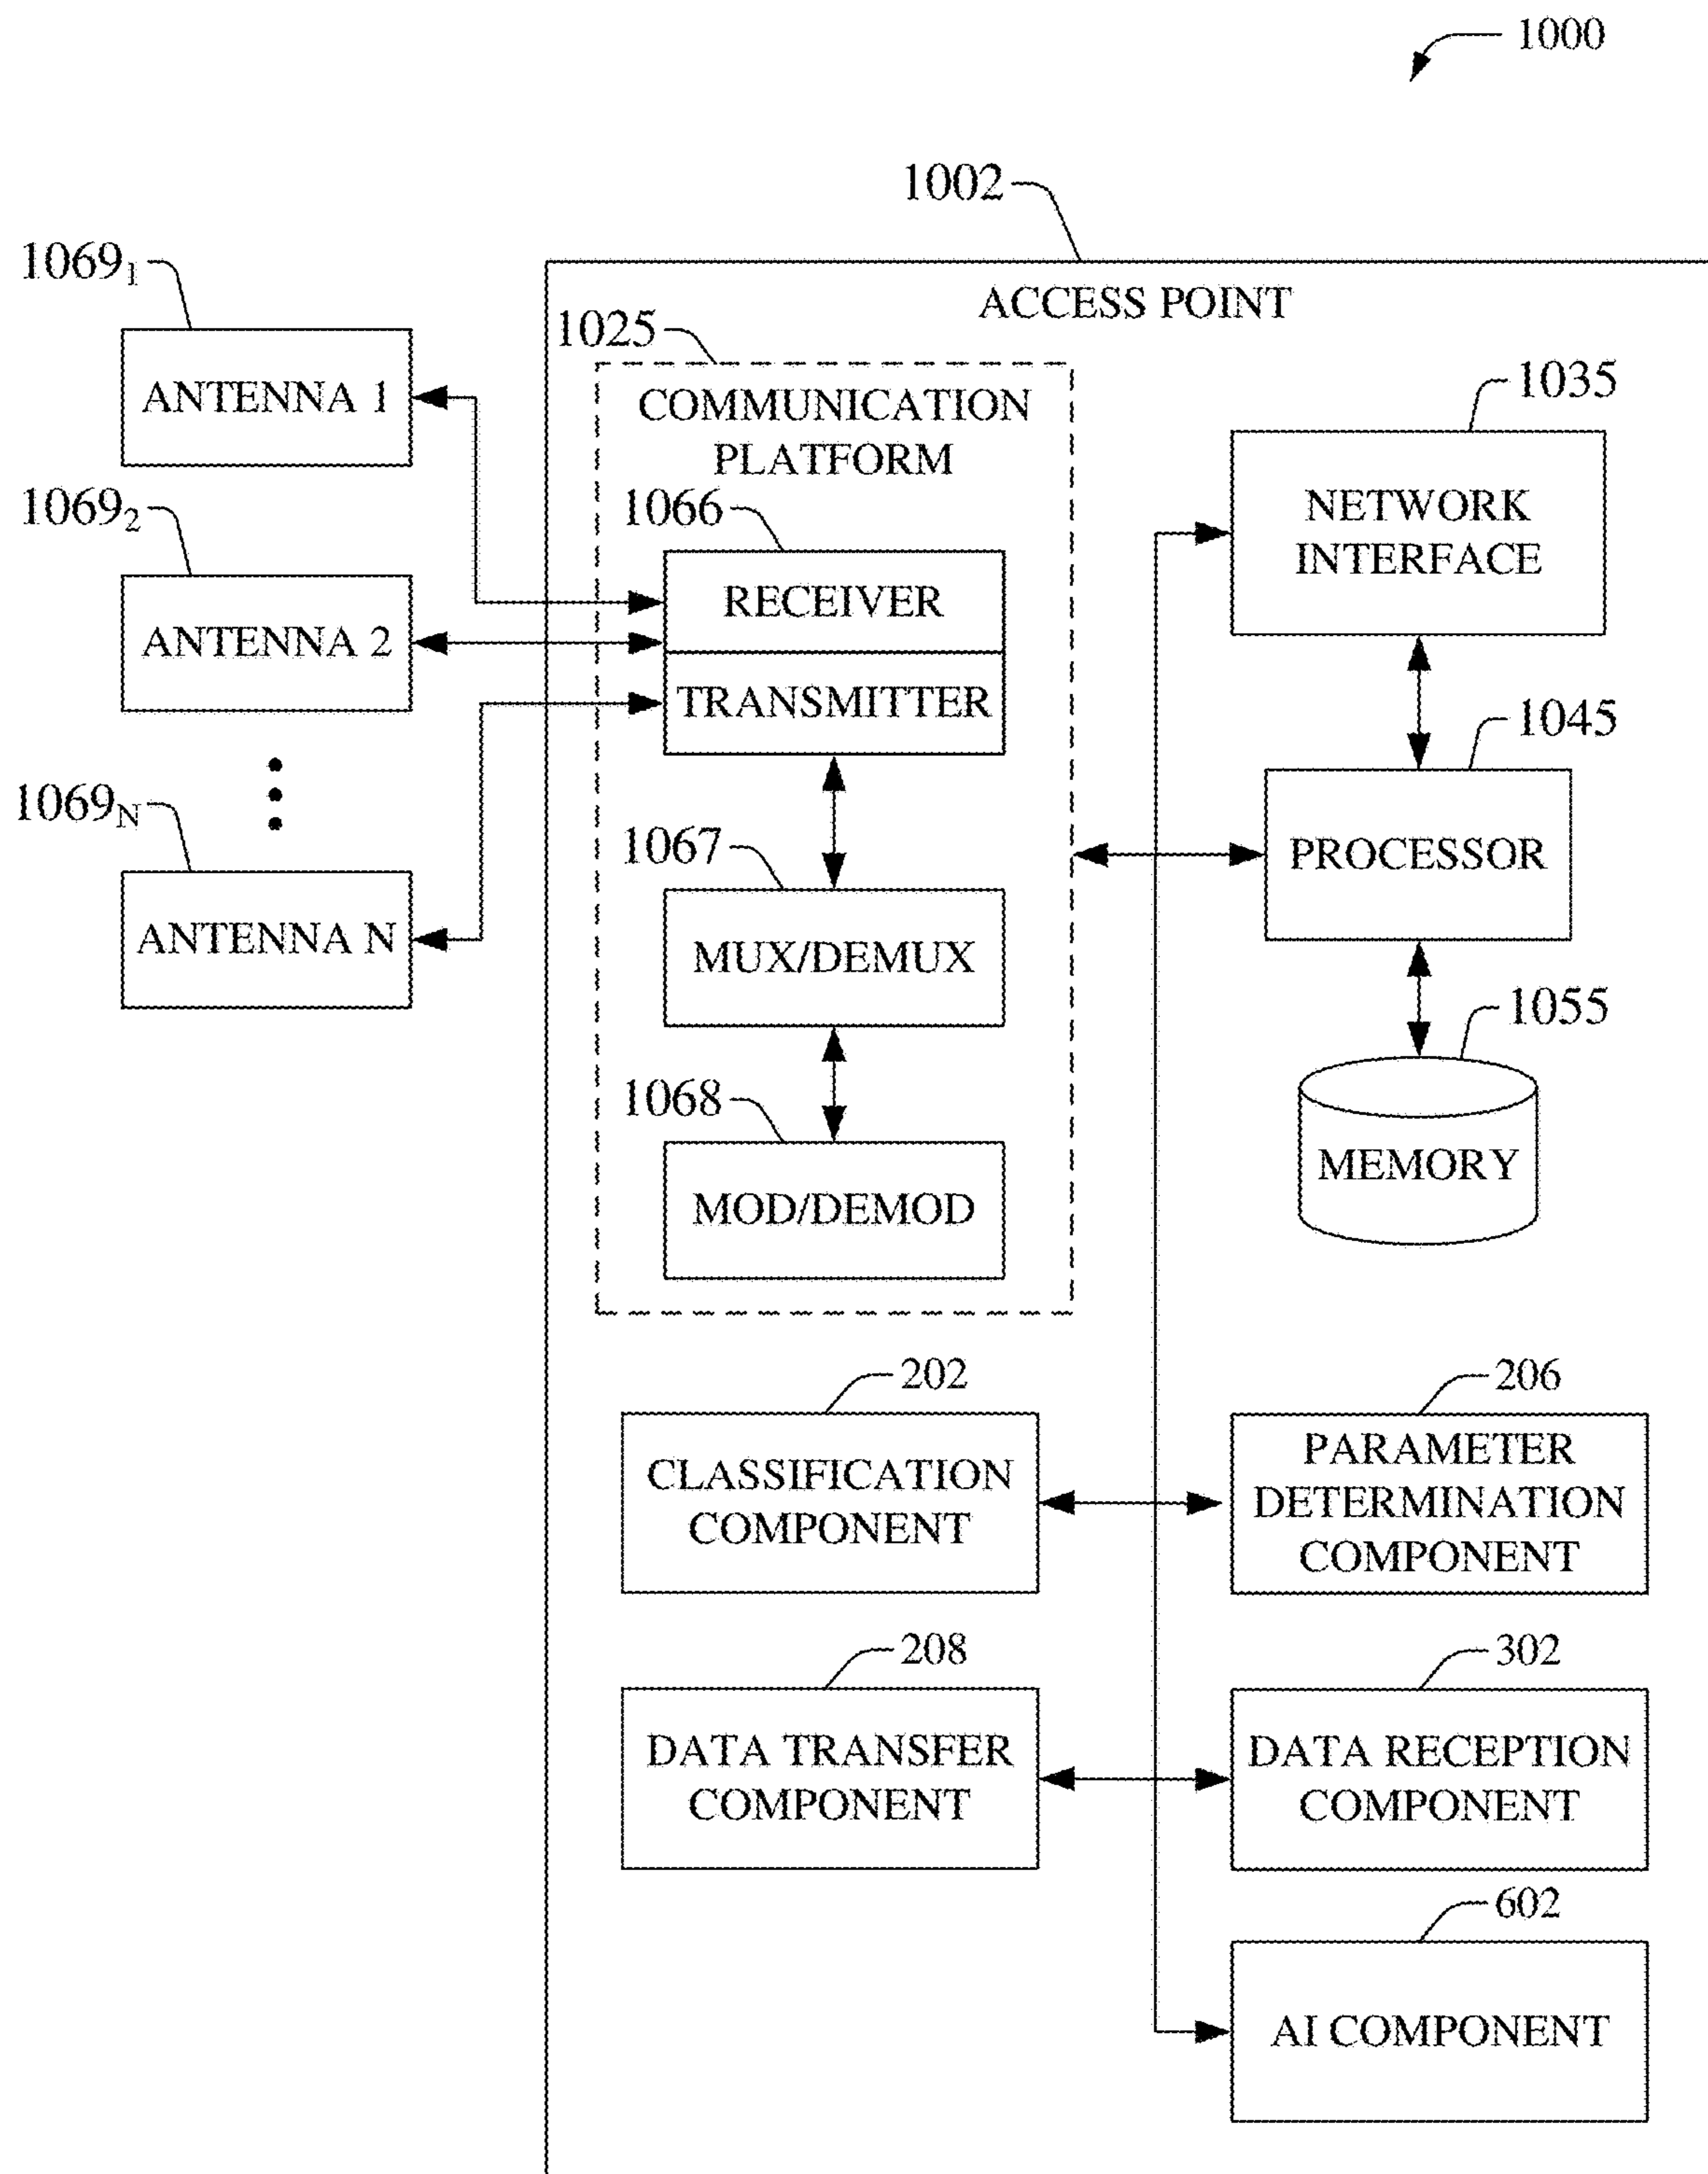 1000
1002
ACCESS POINT
1069₁
ANTENNA 1
1069₂
ANTENNA 2
1069ₙ
ANTENNA N
1025
COMMUNICATION
PLATFORM
1066
RECEIVER
TRANSMITTER
1067
MUX/DEMUX
1068
MOD/DEMOD
1035
NETWORK
INTERFACE
1045
PROCESSOR
1055
MEMORY
202
CLASSIFICATION
COMPONENT
206
PARAMETER
DETERMINATION
COMPONENT
208
DATA TRANSFER
COMPONENT
302
DATA RECEPTION
COMPONENT
602
AI COMPONENT